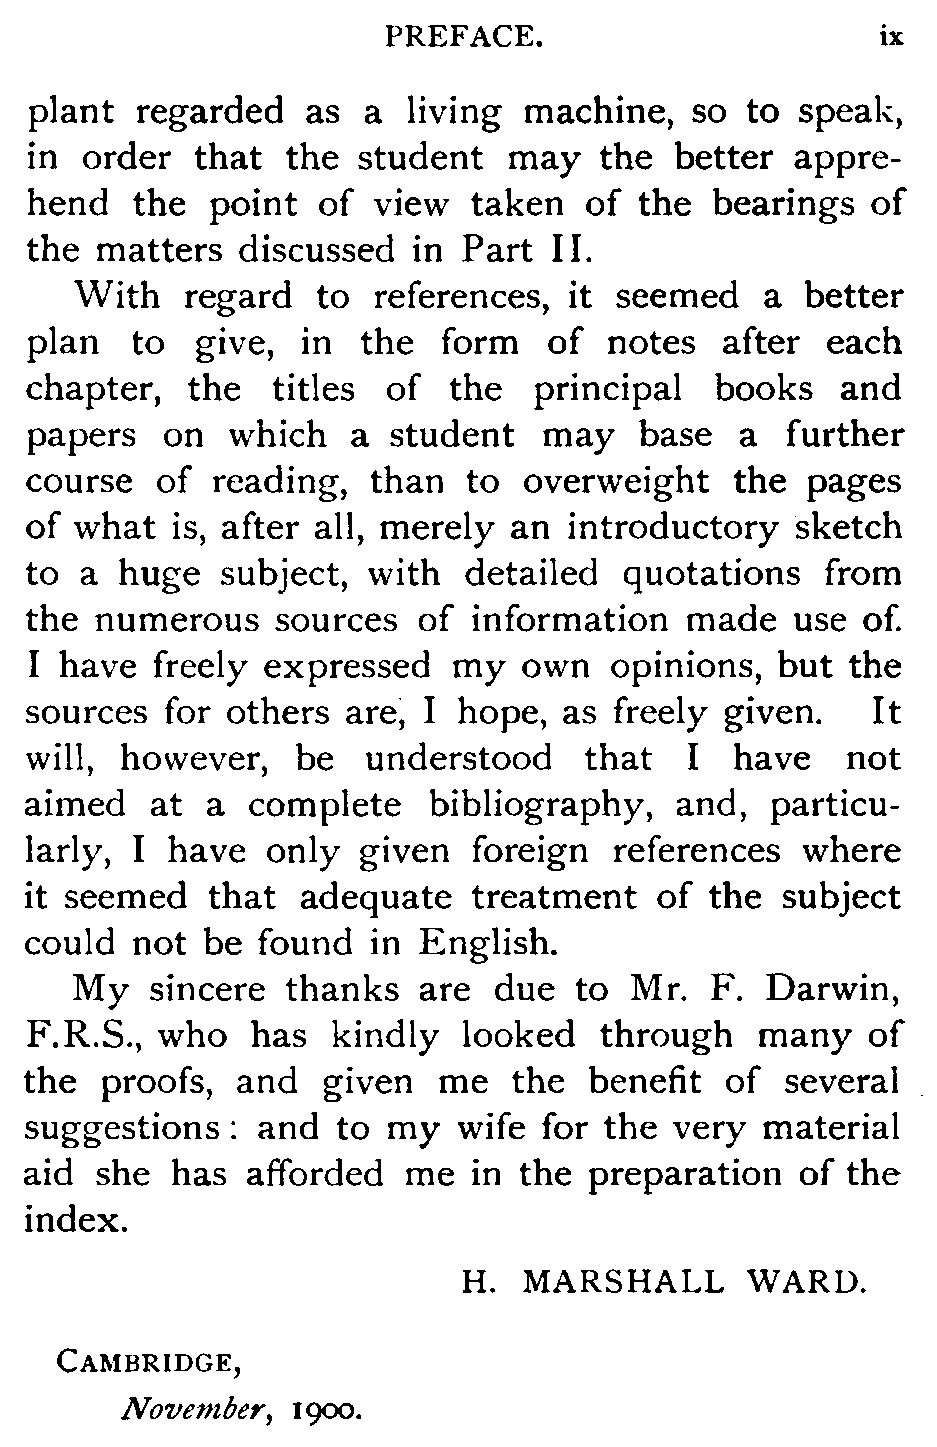 PREFACE. ix
plant regarded as a living machine, so to speak,
in order that the student may the better appre-
hend the point of view taken of the bearings of
the matters discussed in Part II.
With regard to references, it seemed a better
plan to give, in the form of notes after each
chapter, the titles of the principal books and
papers on which a student may base a further
course of reading, than to overweight the pages
of what is, after all, merely an introductory sketch
to a huge subject, with detailed quotations from
the numerous sources of information made use of.
I have freely expressed my own opinions, but the
sources for others are, I hope, as freely given. It
will, however, be understood that I have not
aimed at a complete bibliography, and, particu-
larly, I have only given foreign references where
it seemed that adequate treatment of the subject
could not be found in English.
My sincere thanks are due to Mr. F. Darwin,
F.R.S., who has kindly looked through many of
the proofs, and given me the benefit of several
suggestions : and to my wife for the very material
aid she has afforded me in the preparation of the
index.
H. MARSHALL WARD.
CAMBRIDGE,
November, 1900.